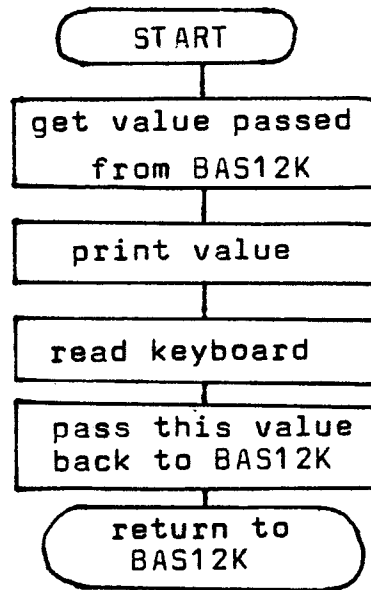 START
get value passed
from BAS12K
print value
read keyboard
pass this value
back to BAS12K
return to
BAS12K